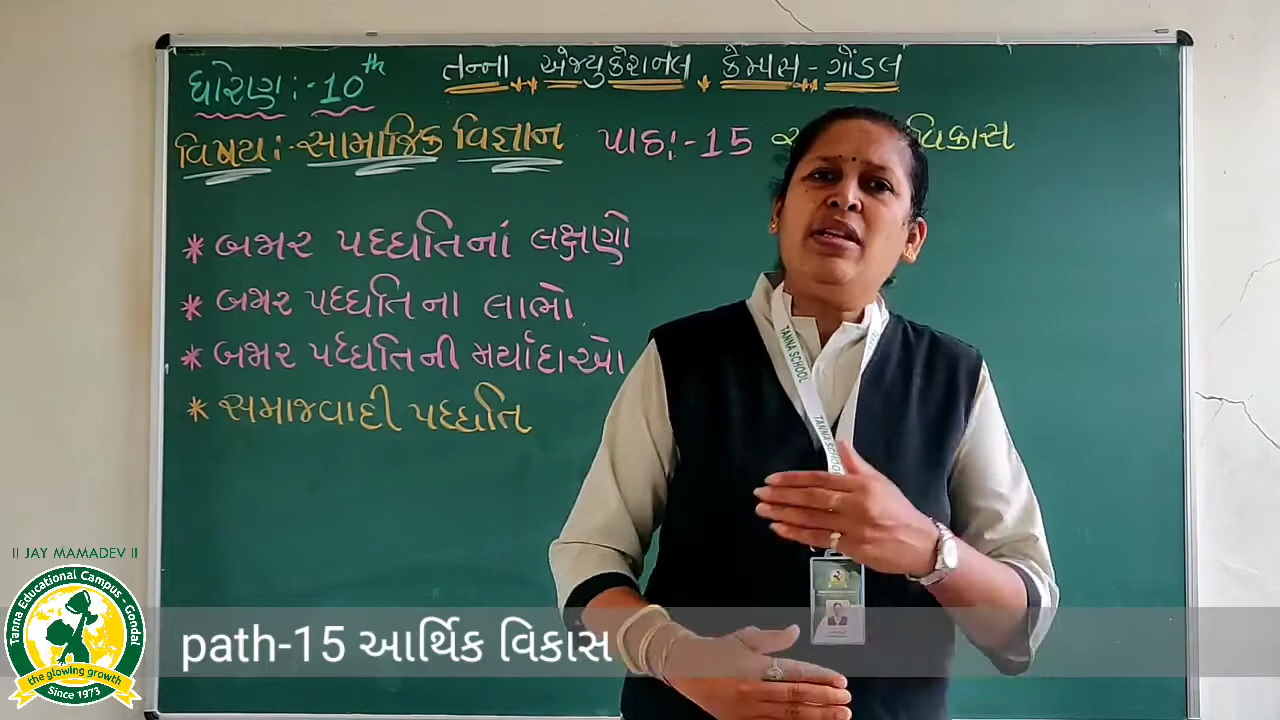 ધોરણ:-10th
તન્ના એજ્યુકેશનલ કેમ્પસ-ગોંડલ
વિષય:-સામાજિક વિજ્ઞાન પાઠ:-15 વિકાસ
* બજાર પદ્ધતિનાં લક્ષણો
* બજાર પદ્ધતિના લાભો
* બજાર પદ્ધતિની મર્યાદાઓ
* સમાજવાદી પદ્ધતિ
TANNA SCHOOL
TANNA SCHOOL
॥ JAY MAMADEV ॥
Tanna Educational Campus - Gondal
the glowing growth
Since 1973
path-15 આર્થિક વિકાસ